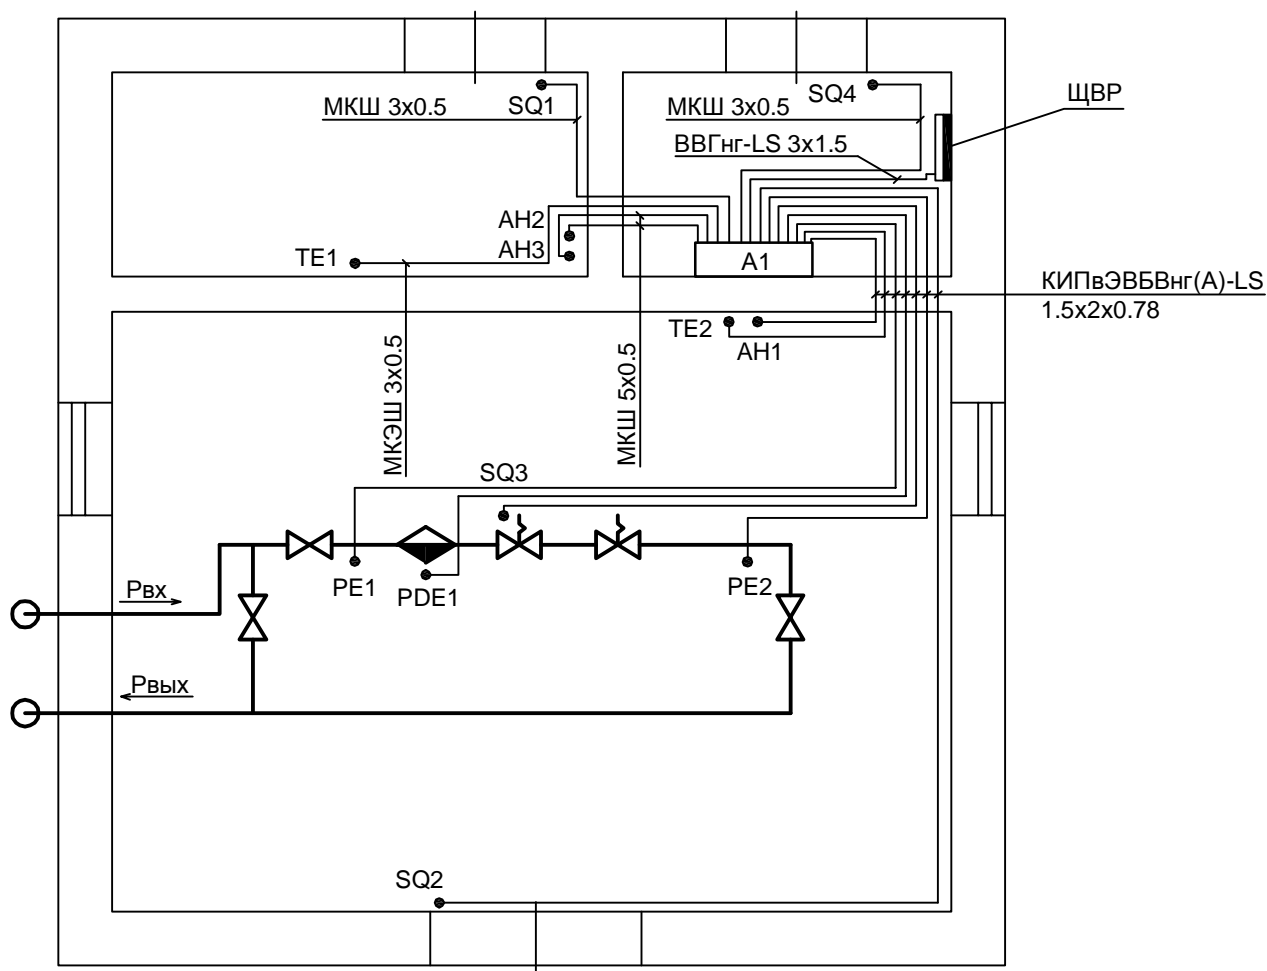 МКШ 3x0.5
SQ1
МКШ 3x0.5
SQ4
ЩВР
ВВГнг-LS 3x1.5
AH2
AH3
TE1
A1
КИПвЭВБВнг(А)-LS
1.5x2x0.78
TE2
AH1
МКЭШ 3x0.5
МКШ 5x0.5
SQ3
PE1
PDE1
PE2
Рвх
Рвых
SQ2